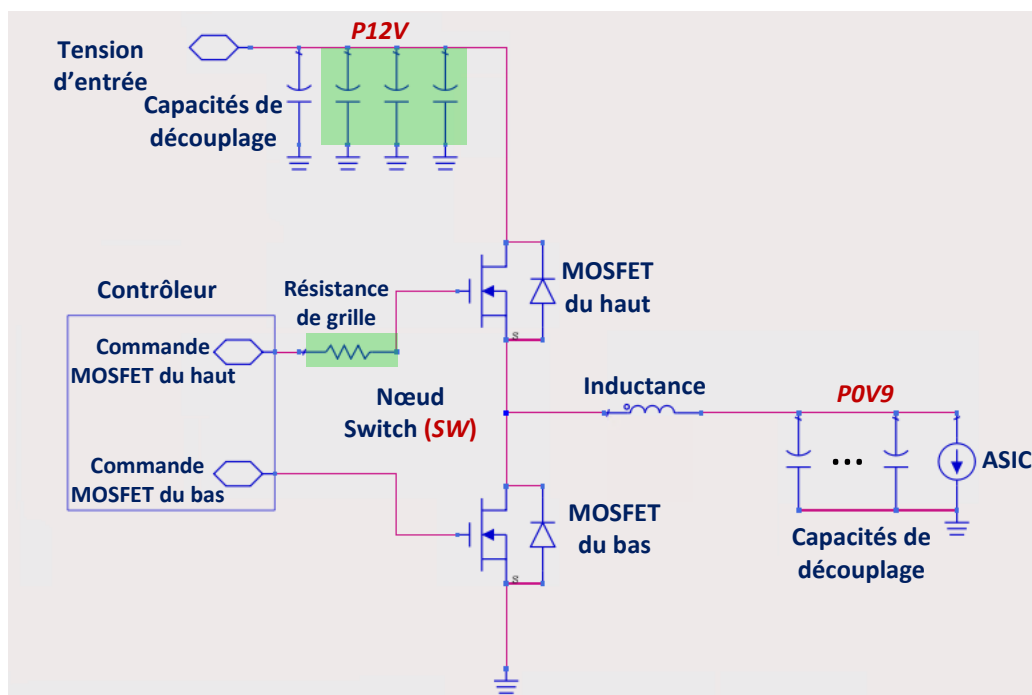 P12V
Tension
d’entrée
Capacités de
découplage
MOSFET
du haut
Contrôleur
Résistance
de grille
Commande
MOSFET du haut
S
Nœud
Switch (SW)
Inductance
P0V9
Commande
MOSFET du bas
ASIC
MOSFET
du bas
Capacités de
découplage
S